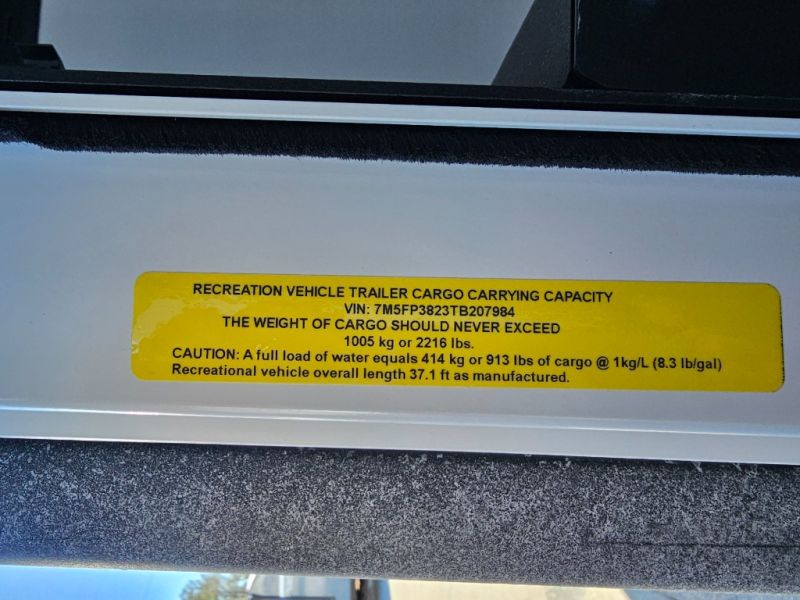 RECREATION VEHICLE TRAILER CARGO CARRYING CAPACITY
VIN: 7M5FP3823TB207984
THE WEIGHT OF CARGO SHOULD NEVER EXCEED
1005 kg or 2216 lbs.
CAUTION: A full load of water equals 414 kg or 913 lbs of cargo @ 1kg/L (8.3 lb/gal)
Recreational vehicle overall length 37.1 ft as manufactured.